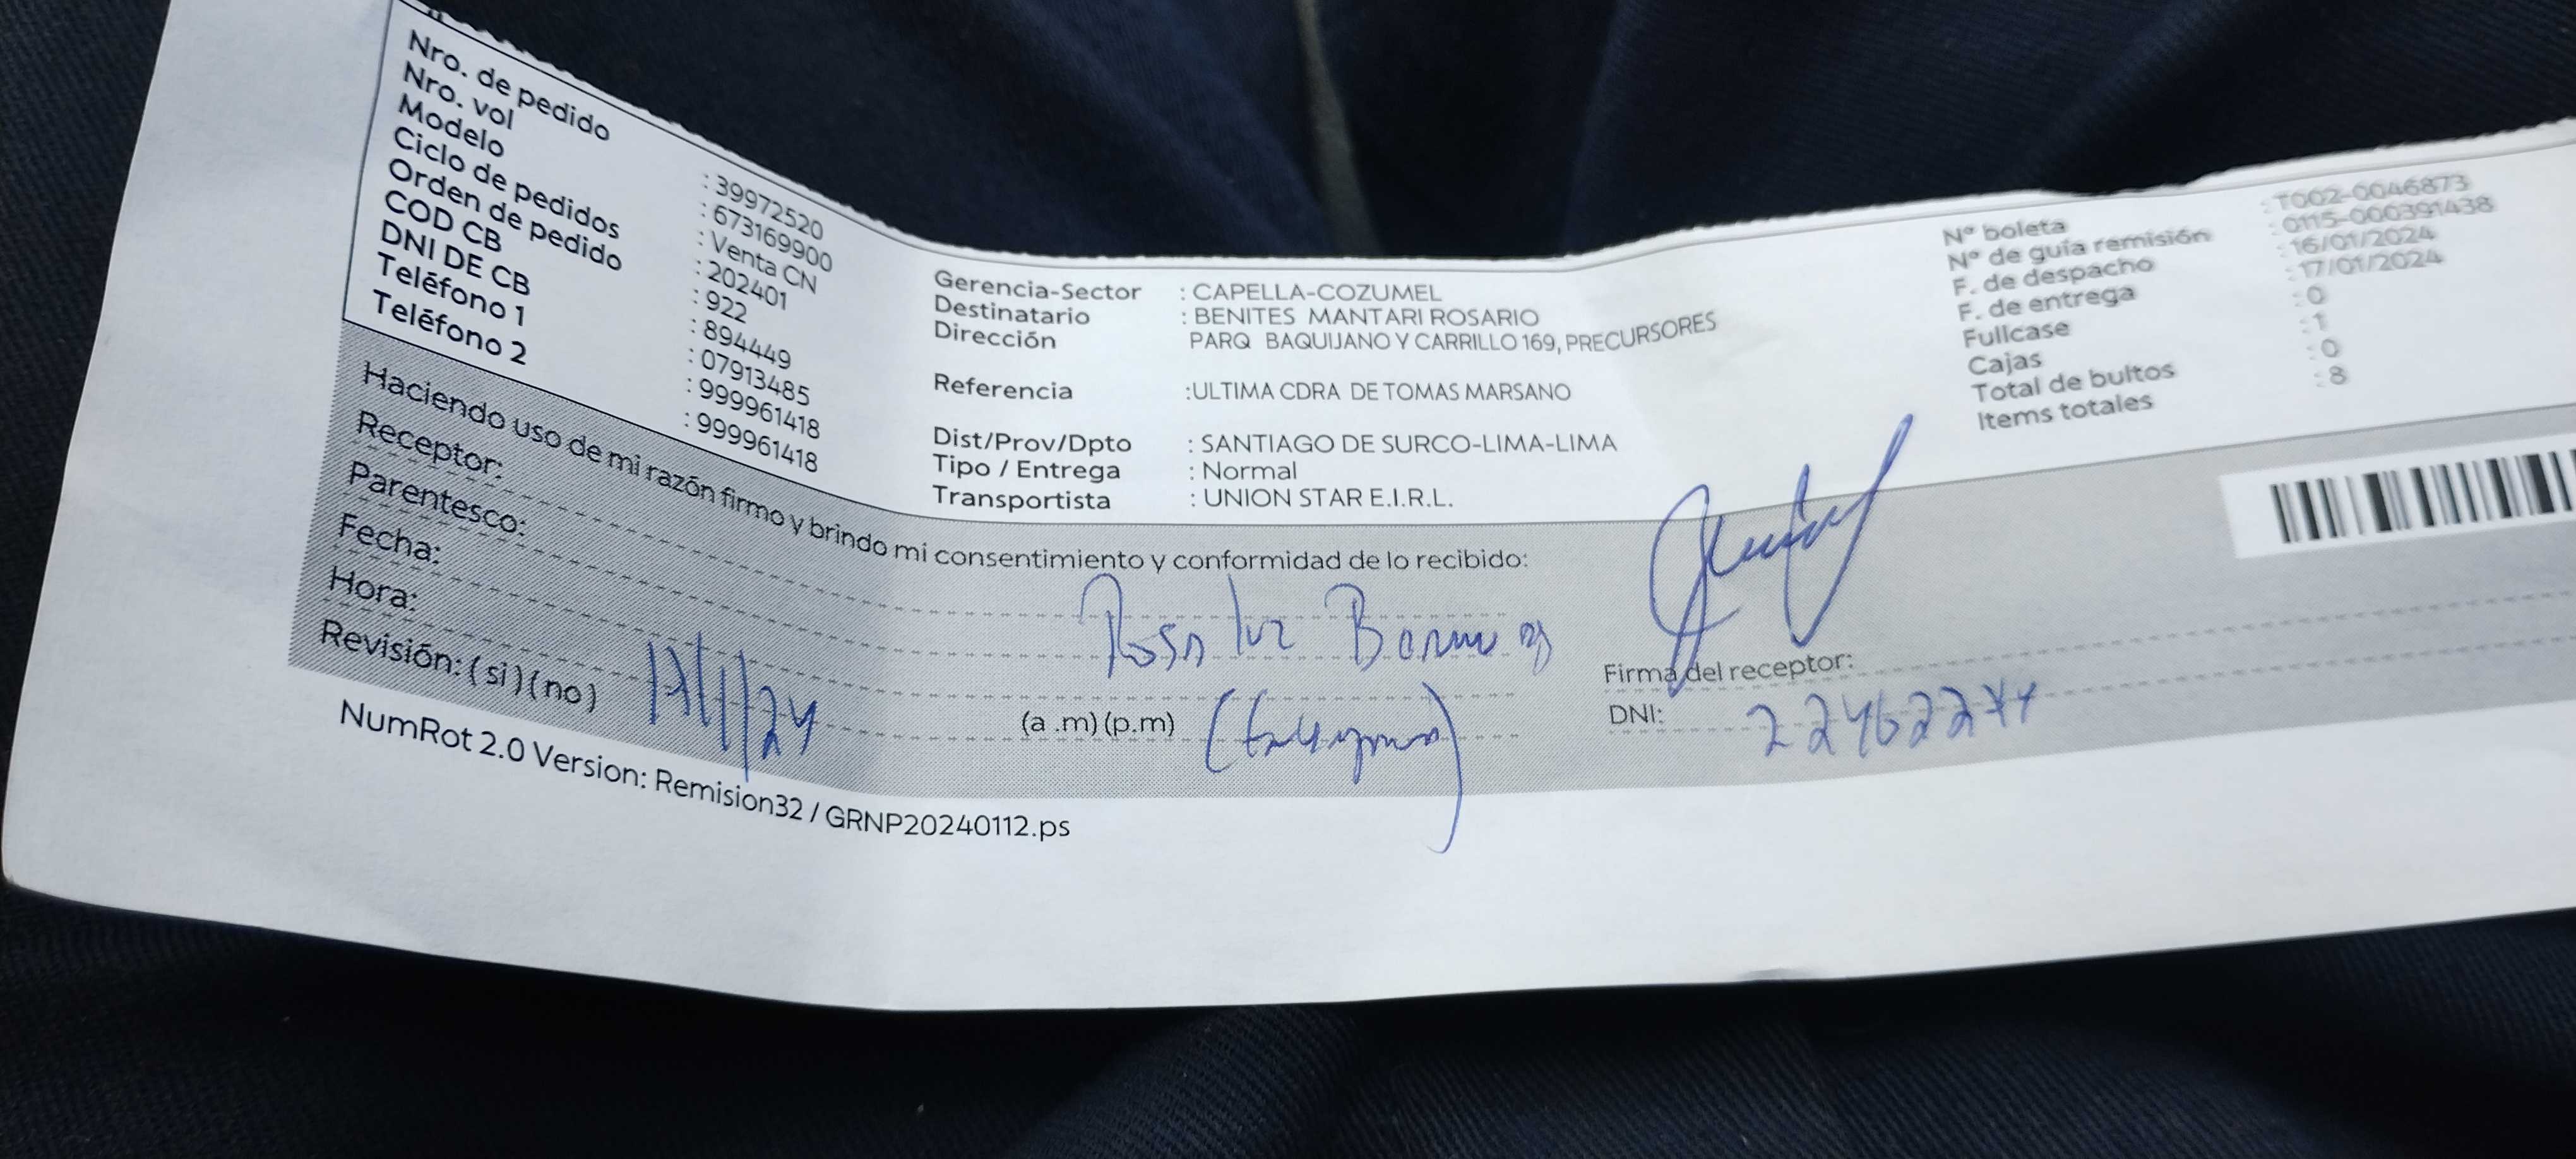 Nro. de pedido : 39972520
Nro. vol : 673169900
Modelo : Venta CN
Ciclo de pedidos : 202401
Orden de pedido : 922
COD CB : 894449
DNI DE CB : 07913485
Teléfono 1 : 999961418
Teléfono 2 : 999961418
Gerencia-Sector : CAPELLA-COZUMEL
Destinatario : BENITES MANTARI ROSARIO
Dirección PARQ BAQUIJANO Y CARRILLO 169, PRECURSORES
Referencia :ULTIMA CDRA DE TOMAS MARSANO
Dist/Prov/Dpto : SANTIAGO DE SURCO-LIMA-LIMA
Tipo / Entrega : Normal
Transportista : UNION STAR E.I.R.L.
Nº boleta : T002-0046873
Nº de guía remisión : 0115-000391438
F. de despacho : 16/01/2024
F. de entrega : 17/01/2024
Fullcase : 0
Cajas : 1
Total de bultos : 0
Items totales : 8
Haciendo uso de mi razón firmo y brindo mi consentimiento y conformidad de lo recibido:
Receptor: Rosa Luz
Parentesco:
Fecha: 17/1/24
Hora: (a .m) (p.m)
Revisión: ( si ) ( no )
Firma del receptor:
DNI:
NumRot 2.0 Version: Remision32 / GRNP20240112.ps